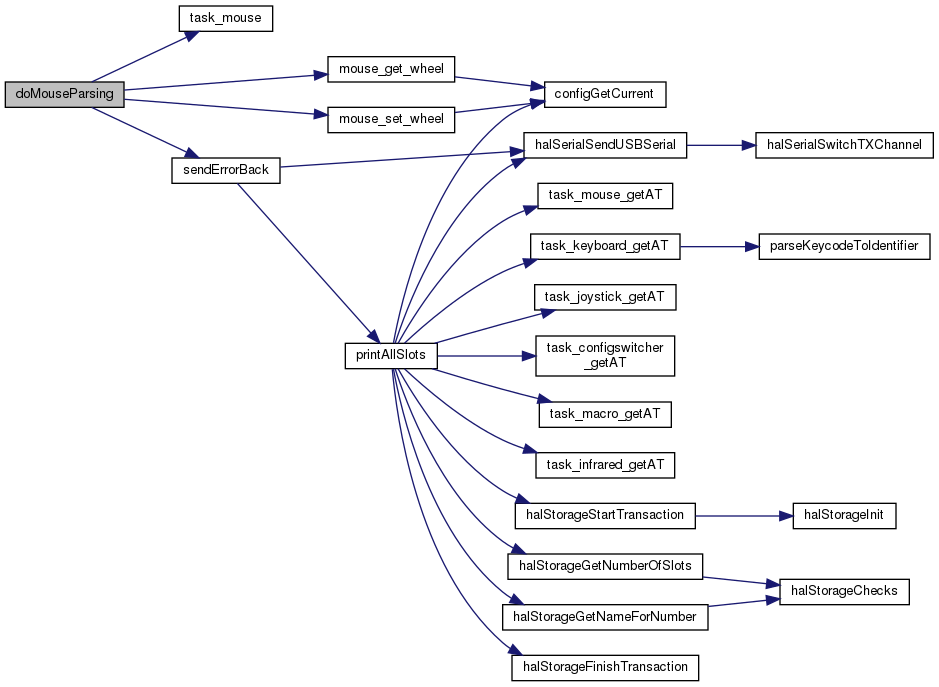 task_mouse
mouse_get_wheel
doMouseParsing
configGetCurrent
mouse_set_wheel
halSerialSendUSBSerial
halSerialSwitchTXChannel
sendErrorBack
task_mouse_getAT
task_keyboard_getAT
parseKeycodeToIdentifier
task_joystick_getAT
printAllSlots
task_configswitcher
_getAT
task_macro_getAT
task_infrared_getAT
halStorageStartTransaction
halStorageInit
halStorageGetNumberOfSlots
halStorageChecks
halStorageGetNameForNumber
halStorageFinishTransaction